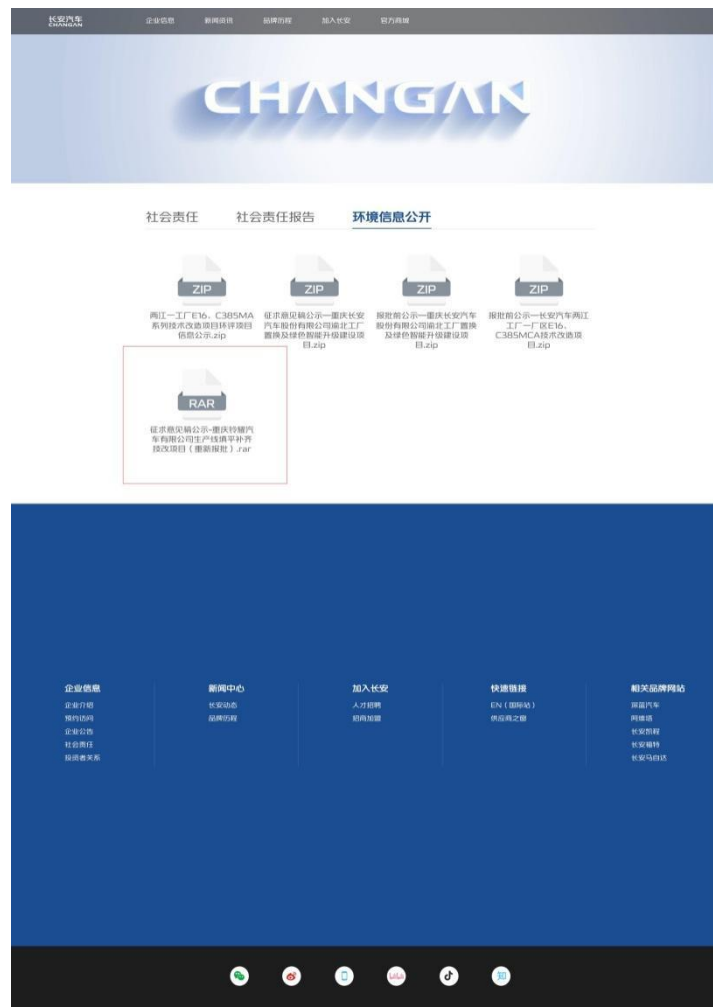 长安汽车
CHANGAN
企业信息 新闻资讯 品牌历程 加入长安 官方商城
CHANGAN
社会责任 社会责任报告 环境信息公开
ZIP
两江一工厂E16、C385MA
系列技术改造项目环评项目
信息公示.zip
ZIP
征求意见稿公示—重庆长安
汽车股份有限公司渝北工厂
置换及绿色智能升级建设项
目.zip
ZIP
报批前公示—重庆长安汽车
股份有限公司渝北工厂置换
及绿色智能升级建设项
目.zip
ZIP
报批前公示—长安汽车两江
工厂一厂区E16、
C385MCA技术改造项
目.zip
RAR
征求意见稿公示-重庆铃耀汽
车有限公司生产线填平补齐
技改项目（重新报批）.rar
企业信息
企业介绍
预约访问
企业公告
社会责任
投资者关系
新闻中心
长安动态
品牌历程
加入长安
人才招聘
招商加盟
快速链接
EN（国际站）
供应商之窗
相关品牌网站
深蓝汽车
阿维塔
长安凯程
长安福特
长安马自达
知